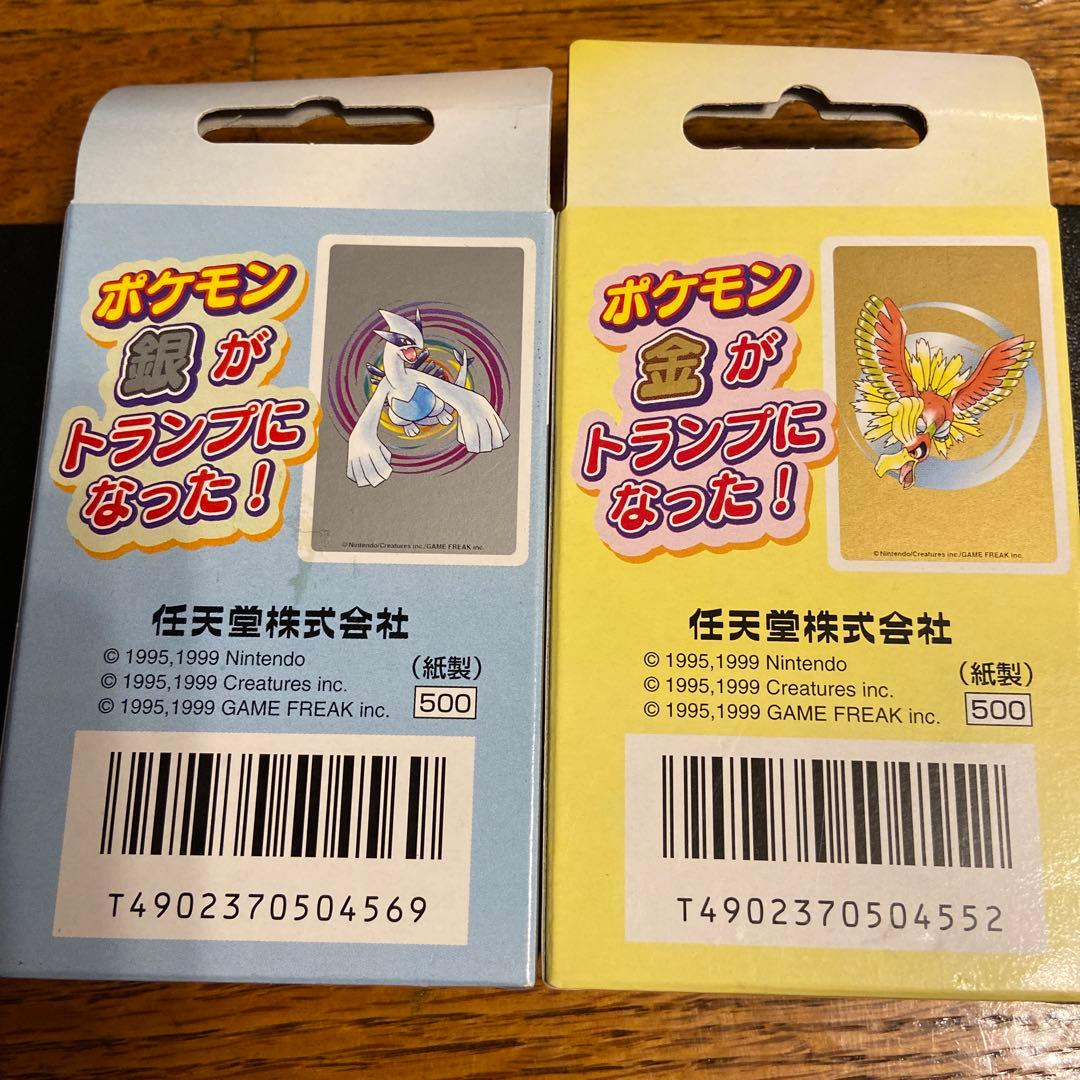 ポケモン
銀が
トランプに
なった!
©Nintendo/Creatures inc./GAME FREAK inc.
任天堂株式会社
© 1995,1999 Nintendo
© 1995,1999 Creatures inc.
© 1995,1999 GAME FREAK inc.
(紙製)
500
T4902370504569
ポケモン
金が
トランプに
なった!
©Nintendo/Creatures inc./GAME FREAK inc.
任天堂株式会社
© 1995,1999 Nintendo
© 1995,1999 Creatures inc.
© 1995,1999 GAME FREAK inc.
(紙製)
500
T4902370504552